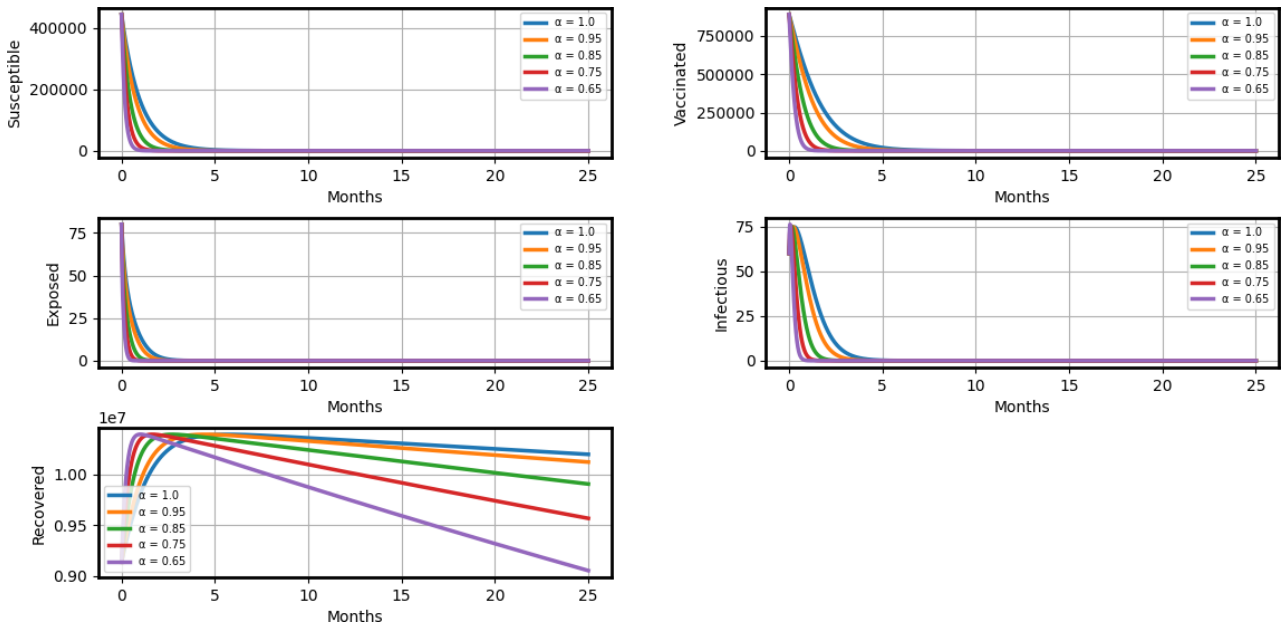 Susceptible
400000
200000
0
α = 1.0
α = 0.95
α = 0.85
α = 0.75
α = 0.65
0 5 10 15 20 25
Months
Vaccinated
750000
500000
250000
0
α = 1.0
α = 0.95
α = 0.85
α = 0.75
α = 0.65
0 5 10 15 20 25
Months
Exposed
75
50
25
0
α = 1.0
α = 0.95
α = 0.85
α = 0.75
α = 0.65
0 5 10 15 20 25
Months
Infectious
75
50
25
0
α = 1.0
α = 0.95
α = 0.85
α = 0.75
α = 0.65
0 5 10 15 20 25
Months
1e7
Recovered
1.00
0.95
0.90
α = 1.0
α = 0.95
α = 0.85
α = 0.75
α = 0.65
0 5 10 15 20 25
Months